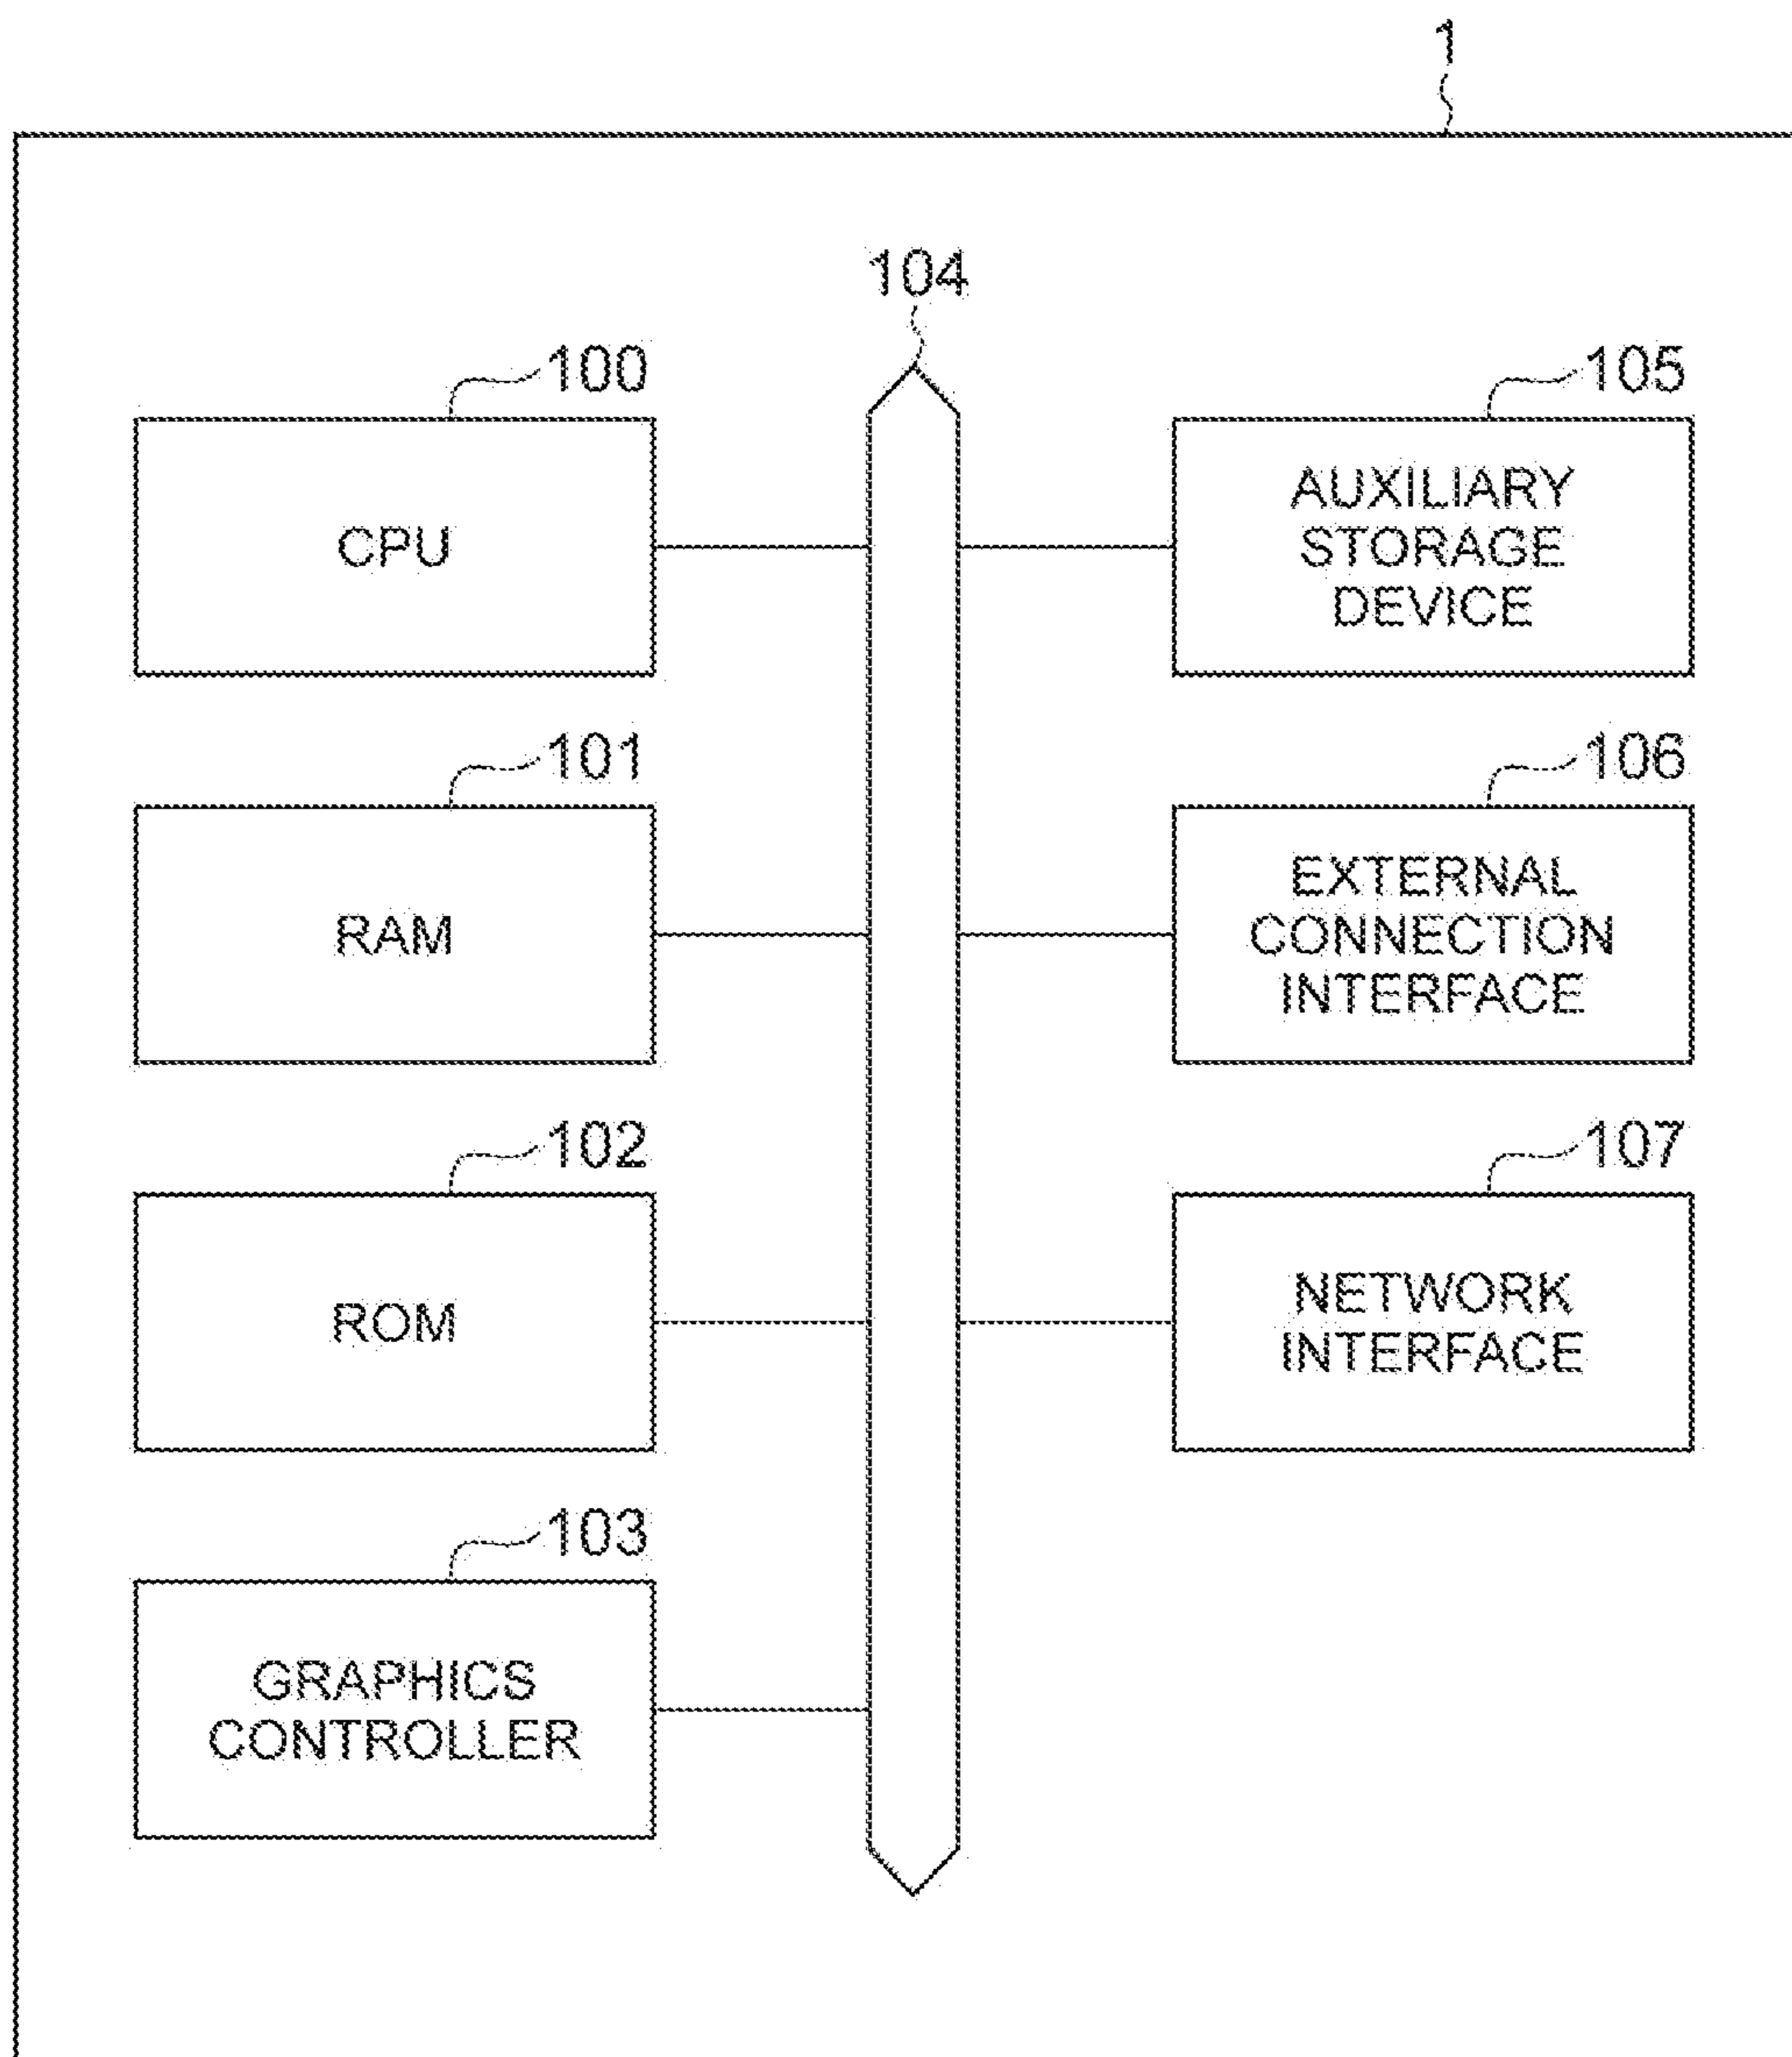 1
104
100
CPU
105
AUXILIARY
STORAGE
DEVICE
101
RAM
106
EXTERNAL
CONNECTION
INTERFACE
102
ROM
107
NETWORK
INTERFACE
103
GRAPHICS
CONTROLLER